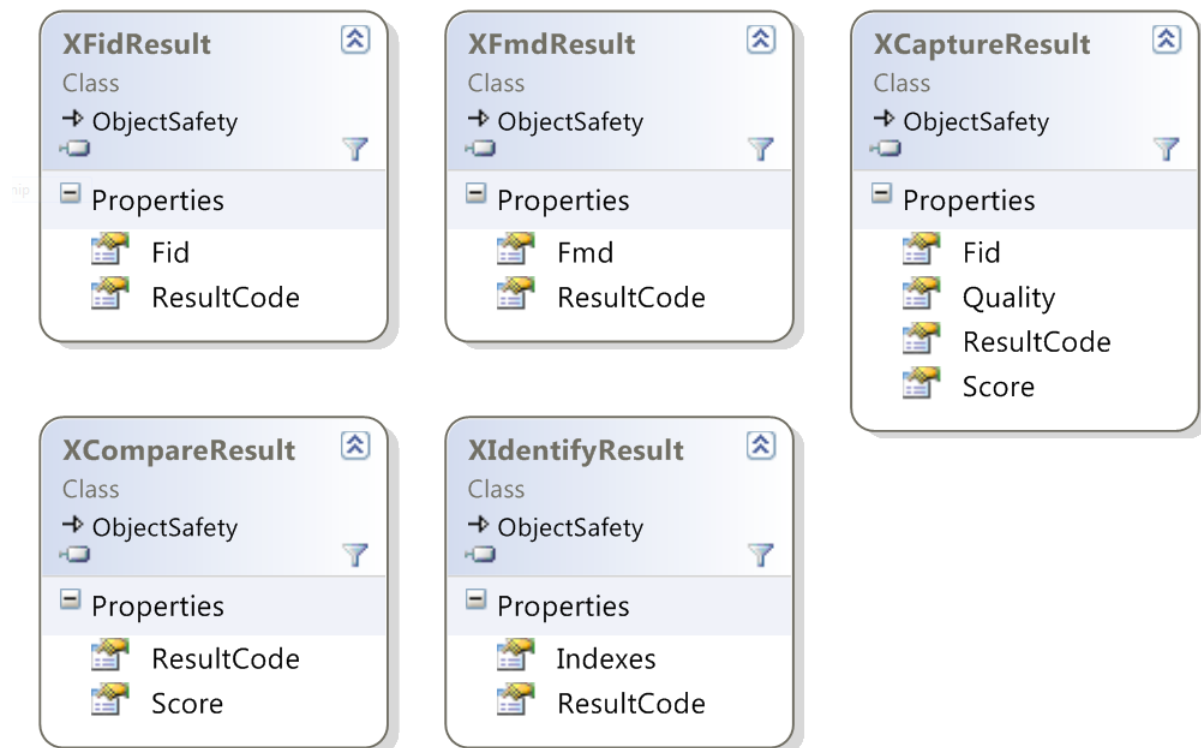 XFidResult
Class
ObjectSafety
Properties
Fid
ResultCode
XFmdResult
Class
ObjectSafety
Properties
Fmd
ResultCode
XCaptureResult
Class
ObjectSafety
Properties
Fid
Quality
ResultCode
Score
XCompareResult
Class
ObjectSafety
Properties
ResultCode
Score
XIdentifyResult
Class
ObjectSafety
Properties
Indexes
ResultCode